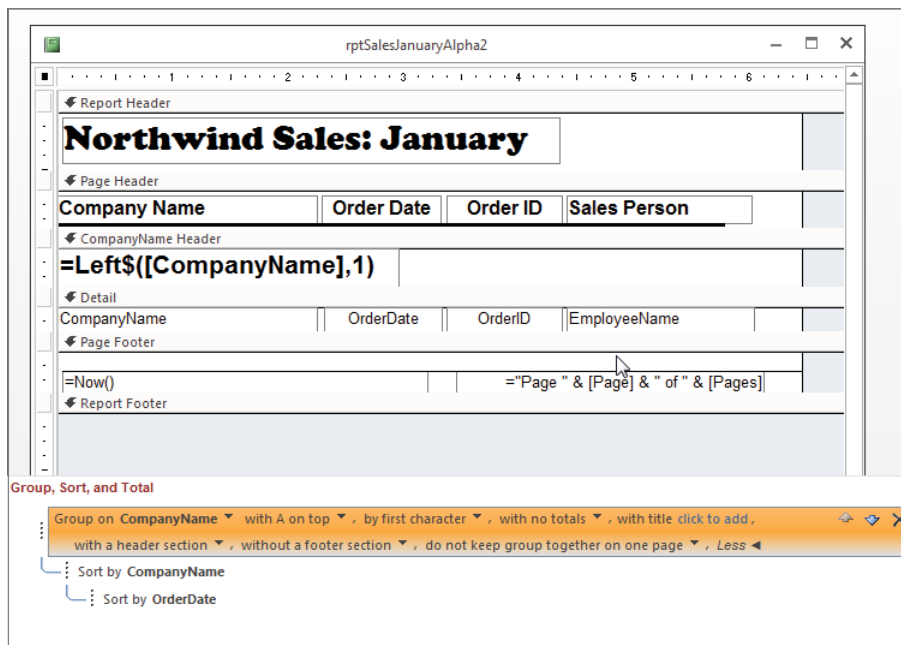 rptSalesJanuaryAlpha2
1 2 3 4 5 6
Report Header
Northwind Sales: January
Page Header
Company Name Order Date Order ID Sales Person
CompanyName Header
=Left$([CompanyName],1)
Detail
CompanyName OrderDate OrderID EmployeeName
Page Footer
=Now() ="Page " & [Page] & " of " & [Pages]
Report Footer
Group, Sort, and Total
Group on CompanyName with A on top , by first character , with no totals , with title click to add ,
with a header section , without a footer section , do not keep group together on one page , Less
Sort by CompanyName
Sort by OrderDate